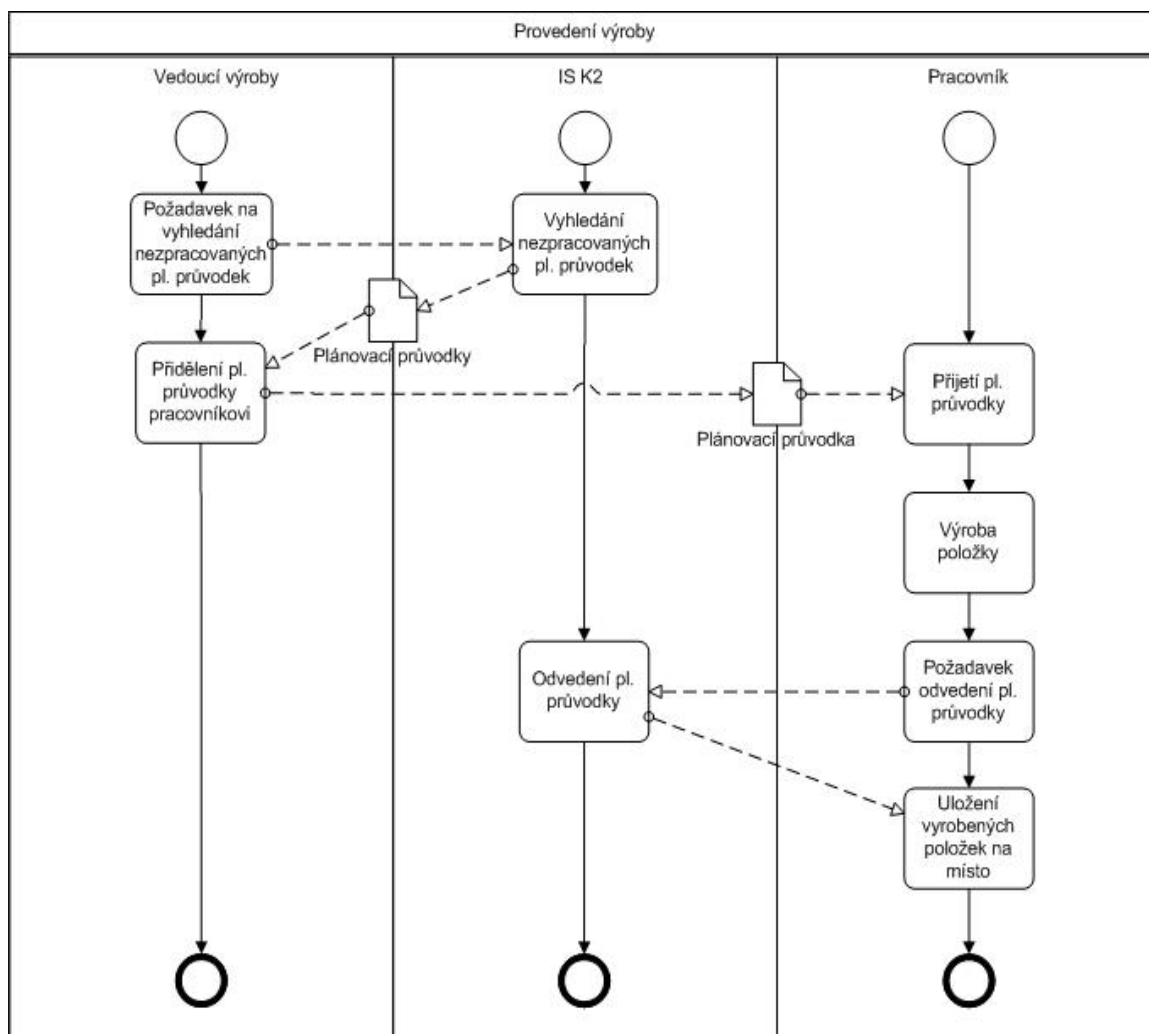 Provedení výroby
Vedoucí výroby
IS K2
Pracovník
Požadavek na
vyhledání
nezpracovaných
pl. průvodek
Vyhledání
nezpracovaných
pl. průvodek
Plánovací průvodky
Přidělení pl.
průvodky
pracovníkovi
Plánovací průvodka
Přijetí pl.
průvodky
Výroba
položky
Odvedení pl.
průvodky
Požadavek
odvedení pl.
průvodky
Uložení
vyrobených
položek na
místo